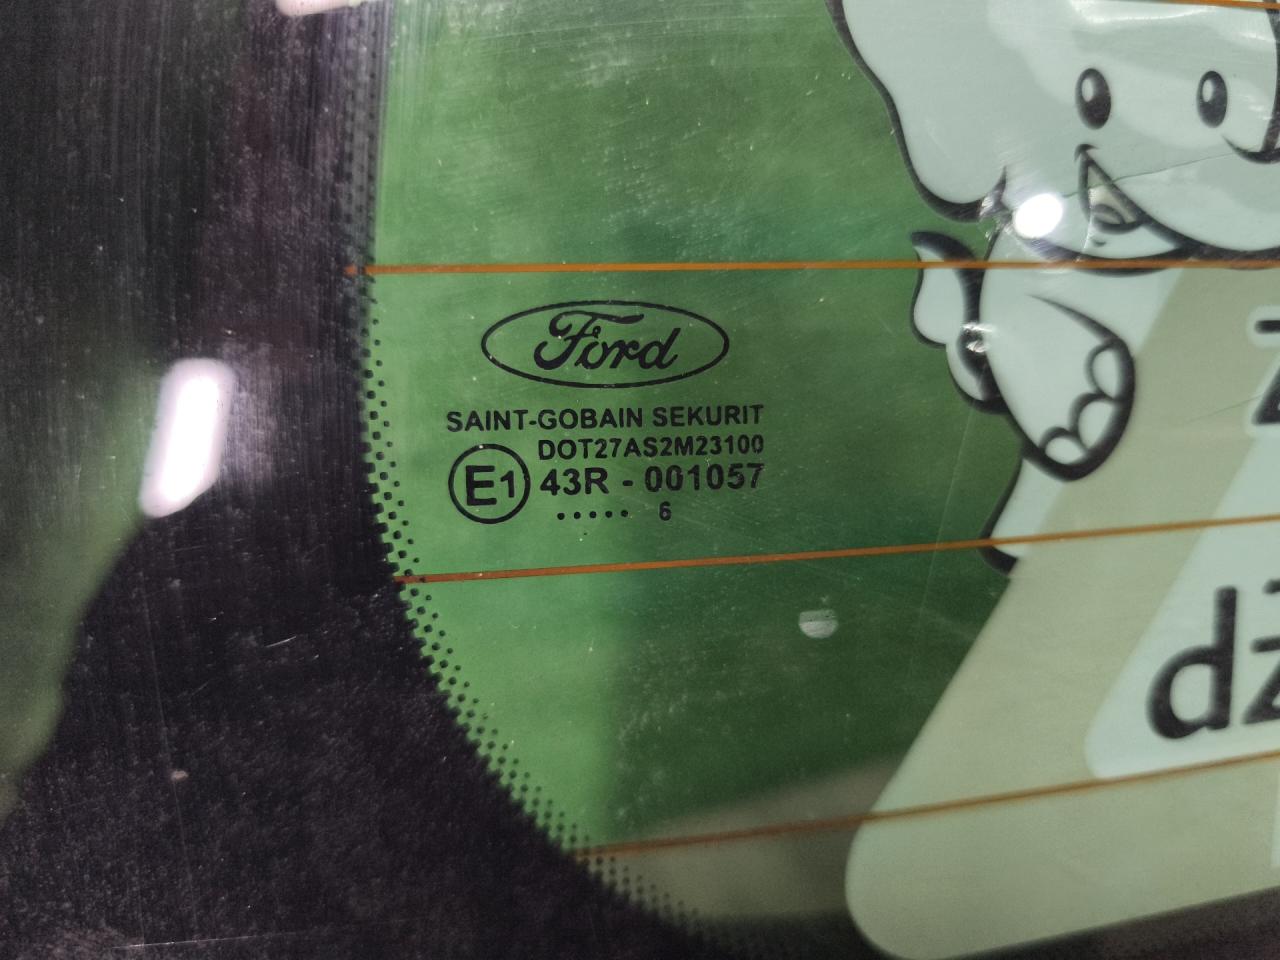 Ford
SAINT-GOBAIN SEKURIT
DOT27AS2M23100
E1 43R - 001057
..... 6
dz